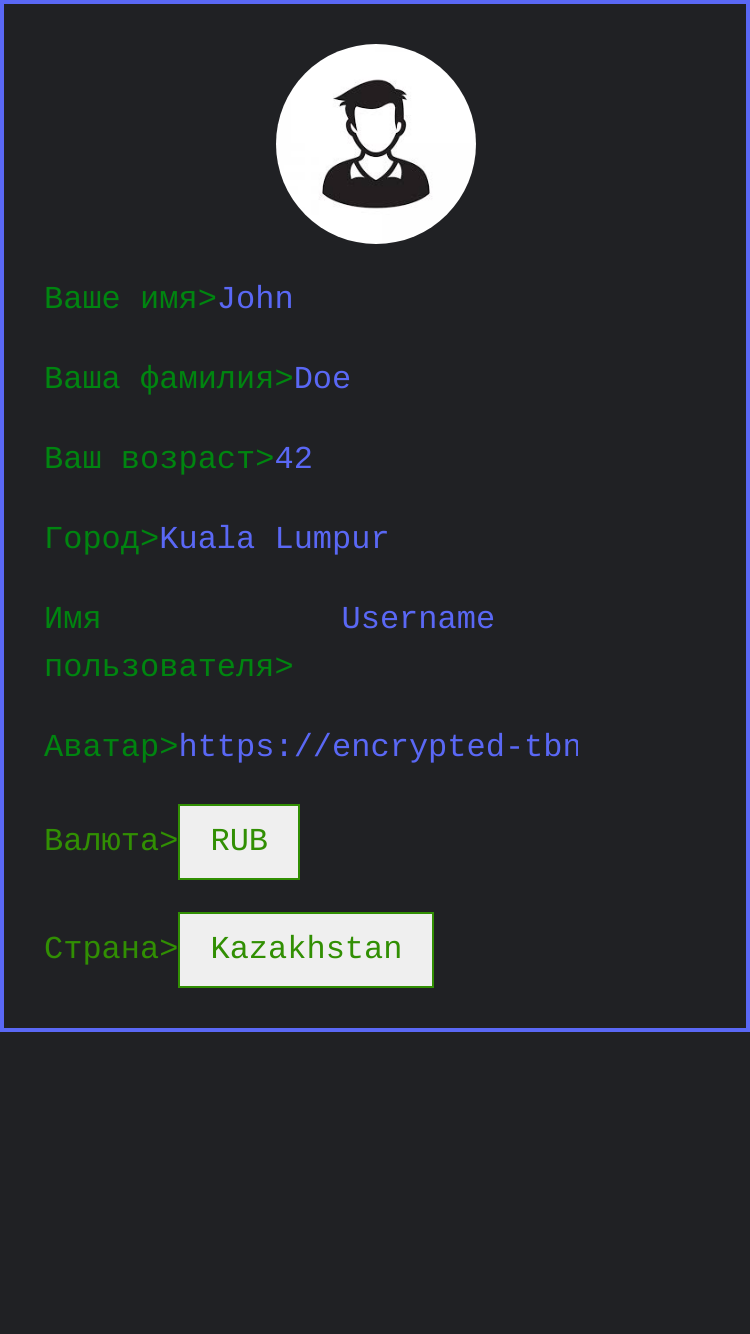 Ваше имя>John
Ваша фамилия>Doe
Ваш возраст>42
Город>Kuala Lumpur
Имя Username
пользователя>
Аватар>https://encrypted-tbn
Валюта> RUB
Страна> Kazakhstan